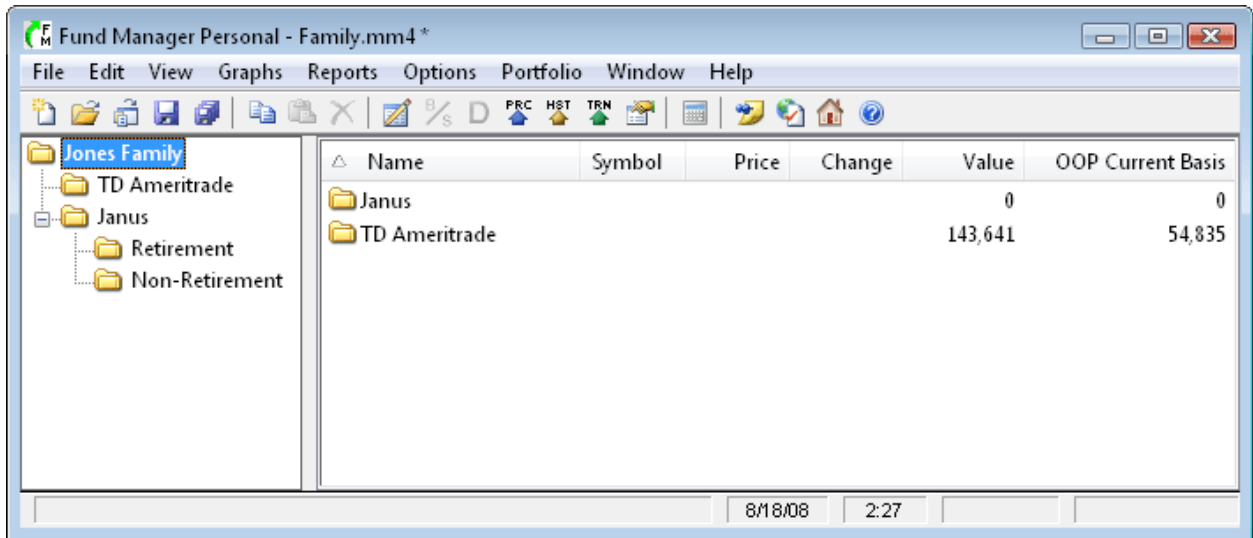 Fund Manager Personal - Family.mm4 *
File Edit View Graphs Reports Options Portfolio Window Help
B/S D PRC HST TRN
Jones Family
TD Ameritrade
Janus
Retirement
Non-Retirement
Name Symbol Price Change Value OOP Current Basis
Janus 0 0
TD Ameritrade 143,641 54,835
8/18/08 2:27